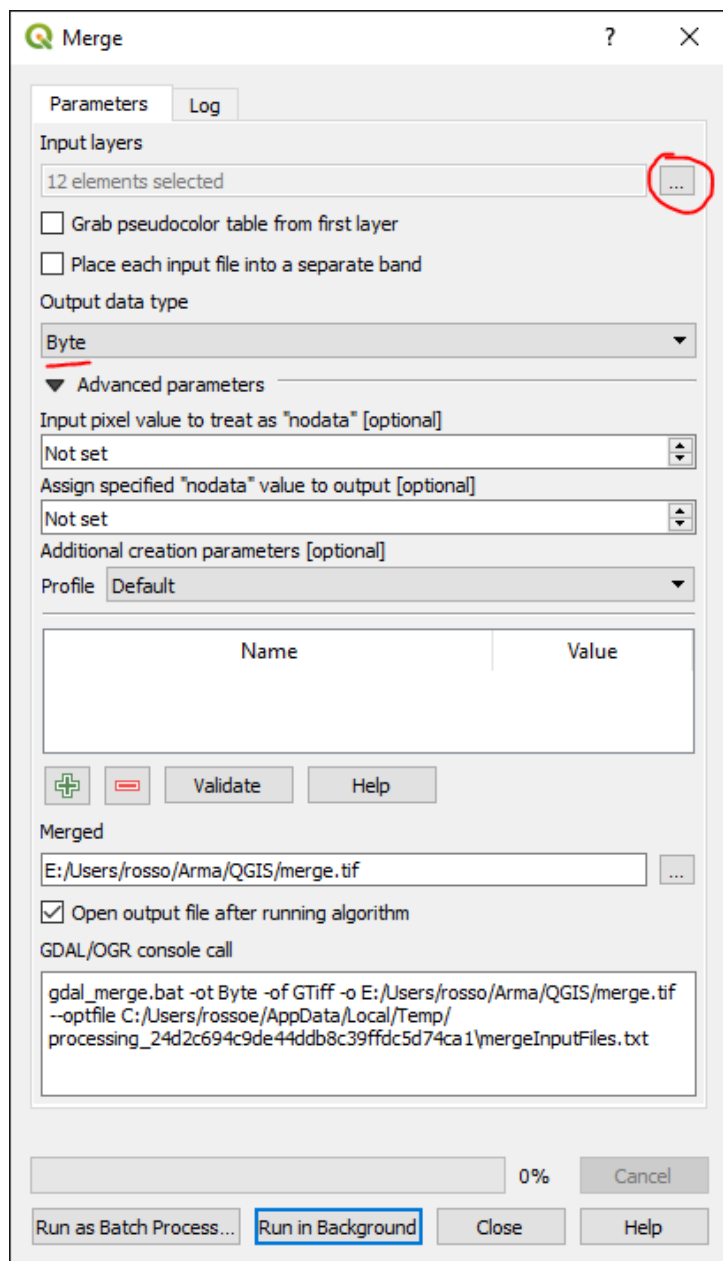 Merge
?
Parameters
Log
Input layers
12 elements selected
...
Grab pseudocolor table from first layer
Place each input file into a separate band
Output data type
Byte
Advanced parameters
Input pixel value to treat as "nodata" [optional]
Not set
Assign specified "nodata" value to output [optional]
Not set
Additional creation parameters [optional]
Profile Default
Name Value
Validate Help
Merged
E:/Users/rosso/Arma/QGIS/merge.tif
...
Open output file after running algorithm
GDAL/OGR console call
gdal_merge.bat -ot Byte -of GTiff -o E:/Users/rosso/Arma/QGIS/merge.tif
--optfile C:/Users/rossoe/AppData/Local/Temp/
processing_24d2c694c9de44ddb8c39ffdc5d74ca1\mergeInputFiles.txt
0% Cancel
Run as Batch Process... Run in Background Close Help